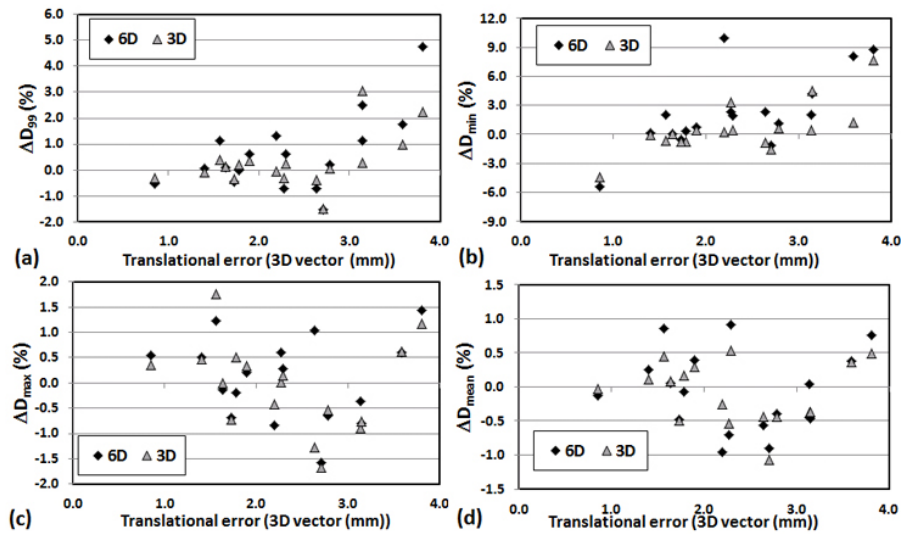 (a)
ΔD99 (%)
6.0
5.0
4.0
3.0
2.0
1.0
0.0
-1.0
-2.0
6D 3D
0.0 1.0 2.0 3.0 4.0
Translational error (3D vector (mm))
(b)
ΔDmin (%)
12.0
9.0
6.0
3.0
0.0
-3.0
-6.0
-9.0
6D 3D
0.0 1.0 2.0 3.0 4.0
Translational error (3D vector (mm))
(c)
ΔDmax (%)
2.0
1.5
1.0
0.5
0.0
-0.5
-1.0
-1.5
-2.0
6D 3D
0.0 1.0 2.0 3.0 4.0
Translational error (3D vector (mm))
(d)
ΔDmean (%)
1.5
1.0
0.5
0.0
-0.5
-1.0
-1.5
6D 3D
0.0 1.0 2.0 3.0 4.0
Translational error (3D vector (mm))